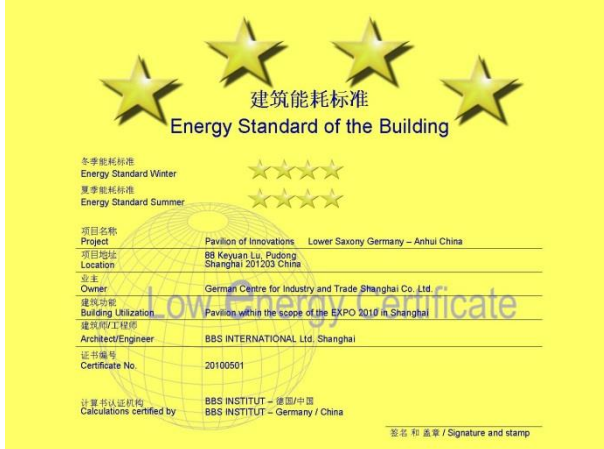 建筑能耗标准
Energy Standard of the Building
冬季能耗标准
Energy Standard Winter
夏季能耗标准
Energy Standard Summer
项目名称
Project Pavilion of Innovations Lower Saxony Germany – Anhui China
项目地址
Location 88 Keyuan Lu, Pudong
Shanghai 201203 China
业主
Owner German Centre for Industry and Trade Shanghai Co. Ltd.
Low energy Certificate
建筑功能
Building Utilization Pavilion within the scope of the EXPO 2010 in Shanghai
建筑师/工程师
Architect/Engineer BBS INTERNATIONAL Ltd. Shanghai
证书编号
Certificate No. 20100501
计算书认证机构 BBS INSTITUT – 德国/中国
Calculations certified by BBS INSTITUT – Germany / China
签名 和 盖章 / Signature and stamp